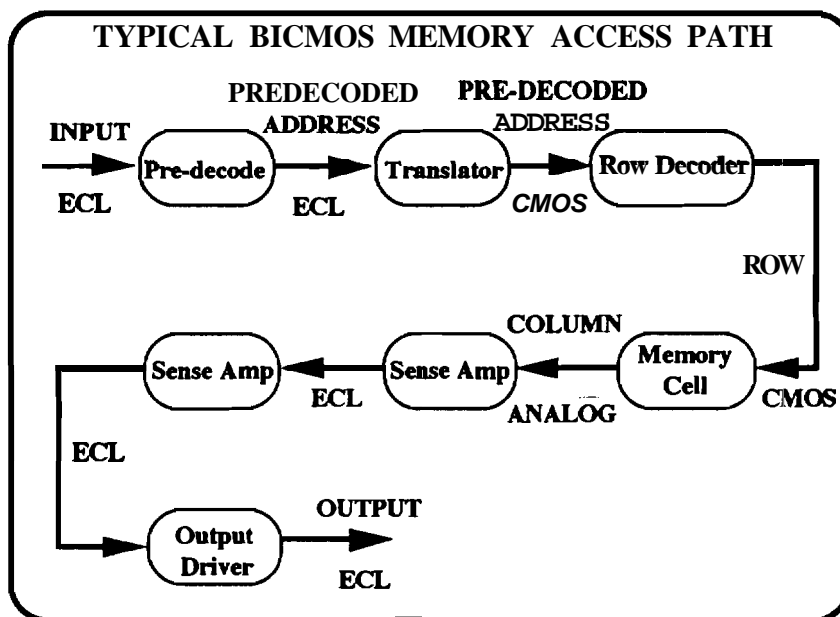 TYPICAL BICMOS MEMORY ACCESS PATH
INPUT
ECL
Pre-decode
PREDECODED
ADDRESS
ECL
Translator
PRE-DECODED
ADDRESS
CMOS
Row Decoder
ROW
CMOS
Memory
Cell
COLUMN
ANALOG
Sense Amp
ECL
Sense Amp
ECL
Output
Driver
OUTPUT
ECL